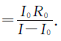 = I₀R₀ / (I − I₀).